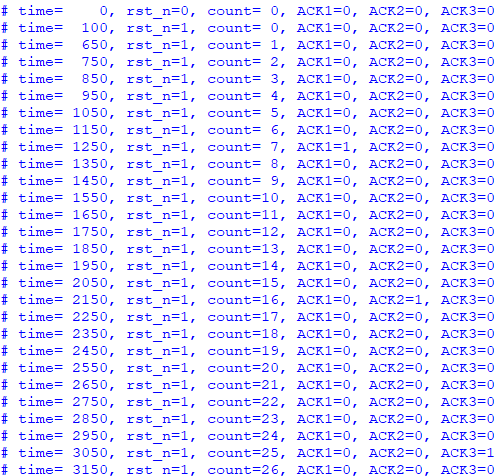 # time=    0, rst_n=0, count= 0, ACK1=0, ACK2=0, ACK3=0
# time=  100, rst_n=1, count= 0, ACK1=0, ACK2=0, ACK3=0
# time=  650, rst_n=1, count= 1, ACK1=0, ACK2=0, ACK3=0
# time=  750, rst_n=1, count= 2, ACK1=0, ACK2=0, ACK3=0
# time=  850, rst_n=1, count= 3, ACK1=0, ACK2=0, ACK3=0
# time=  950, rst_n=1, count= 4, ACK1=0, ACK2=0, ACK3=0
# time= 1050, rst_n=1, count= 5, ACK1=0, ACK2=0, ACK3=0
# time= 1150, rst_n=1, count= 6, ACK1=0, ACK2=0, ACK3=0
# time= 1250, rst_n=1, count= 7, ACK1=1, ACK2=0, ACK3=0
# time= 1350, rst_n=1, count= 8, ACK1=0, ACK2=0, ACK3=0
# time= 1450, rst_n=1, count= 9, ACK1=0, ACK2=0, ACK3=0
# time= 1550, rst_n=1, count=10, ACK1=0, ACK2=0, ACK3=0
# time= 1650, rst_n=1, count=11, ACK1=0, ACK2=0, ACK3=0
# time= 1750, rst_n=1, count=12, ACK1=0, ACK2=0, ACK3=0
# time= 1850, rst_n=1, count=13, ACK1=0, ACK2=0, ACK3=0
# time= 1950, rst_n=1, count=14, ACK1=0, ACK2=0, ACK3=0
# time= 2050, rst_n=1, count=15, ACK1=0, ACK2=0, ACK3=0
# time= 2150, rst_n=1, count=16, ACK1=0, ACK2=1, ACK3=0
# time= 2250, rst_n=1, count=17, ACK1=0, ACK2=0, ACK3=0
# time= 2350, rst_n=1, count=18, ACK1=0, ACK2=0, ACK3=0
# time= 2450, rst_n=1, count=19, ACK1=0, ACK2=0, ACK3=0
# time= 2550, rst_n=1, count=20, ACK1=0, ACK2=0, ACK3=0
# time= 2650, rst_n=1, count=21, ACK1=0, ACK2=0, ACK3=0
# time= 2750, rst_n=1, count=22, ACK1=0, ACK2=0, ACK3=0
# time= 2850, rst_n=1, count=23, ACK1=0, ACK2=0, ACK3=0
# time= 2950, rst_n=1, count=24, ACK1=0, ACK2=0, ACK3=0
# time= 3050, rst_n=1, count=25, ACK1=0, ACK2=0, ACK3=1
# time= 3150, rst_n=1, count=26, ACK1=0, ACK2=0, ACK3=0